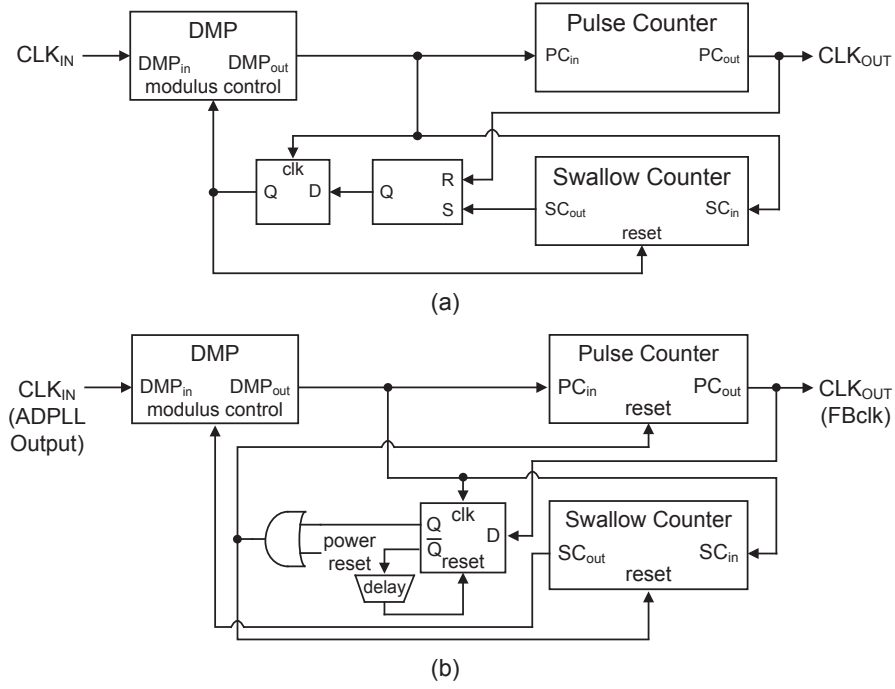 DMP
CLK_IN
DMP_in
DMP_out
modulus control
Pulse Counter
PC_in
PC_out
CLK_OUT
clk
Q
D
Q
R
S
Swallow Counter
SC_out
SC_in
reset
(a)
DMP
CLK_IN
(ADPLL
Output)
DMP_in
DMP_out
modulus control
Pulse Counter
PC_in
PC_out
reset
CLK_OUT
(FBclk)
clk
Q
D
Q̅
reset
power
reset
delay
Swallow Counter
SC_out
SC_in
reset
(b)